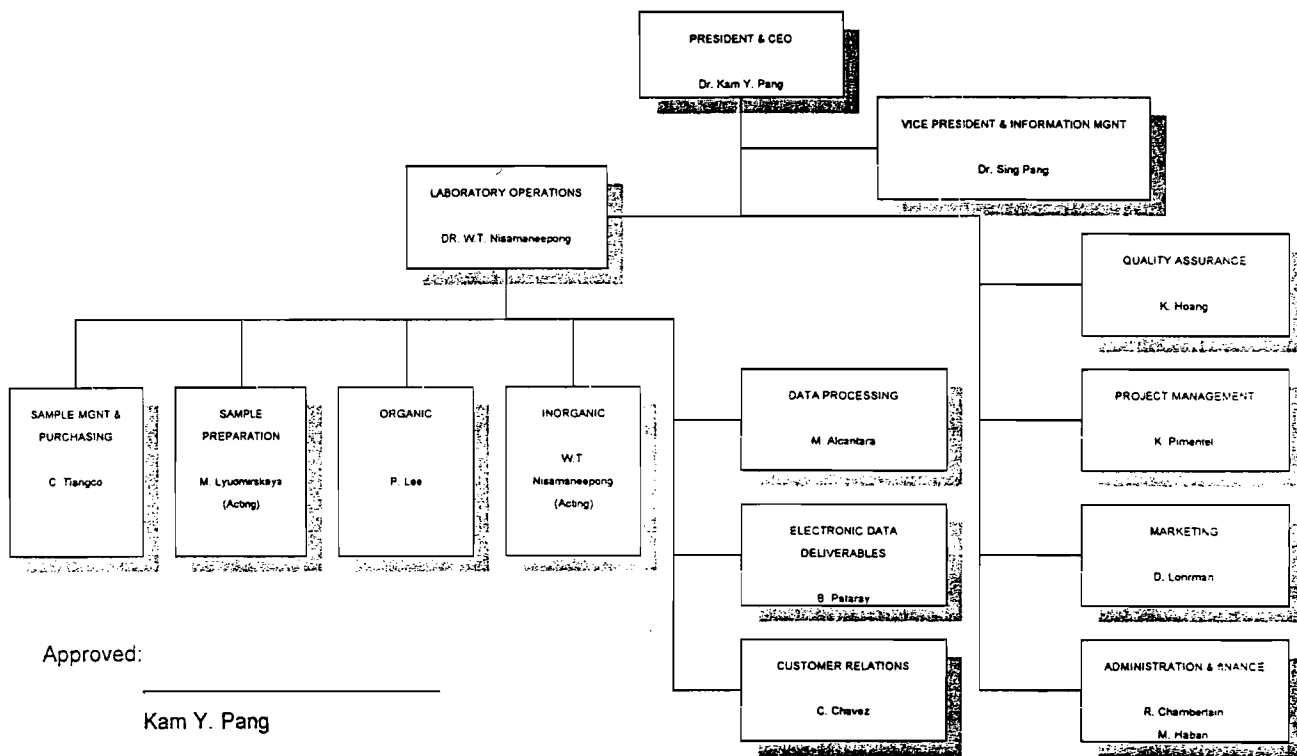 PRESIDENT & CEO
Dr. Kam Y. Pang
VICE PRESIDENT & INFORMATION MGNT
Dr. Sing Pang
LABORATORY OPERATIONS
DR. W.T. Nisamaneepong
QUALITY ASSURANCE
K. Hoang
SAMPLE MGNT &
PURCHASING
C. Tiangco
SAMPLE
PREPARATION
M. Lyudmirskaya
(Acting)
ORGANIC
P. Lee
INORGANIC
W.T
Nisamaneepong
(Acting)
DATA PROCESSING
M. Alcantara
PROJECT MANAGEMENT
K. Pimentel
ELECTRONIC DATA
DELIVERABLES
B. Pataray
MARKETING
D. Lohrman
CUSTOMER RELATIONS
C. Chavez
ADMINISTRATION & FINANCE
R. Chamberlain
M. Haban
Approved:
Kam Y. Pang